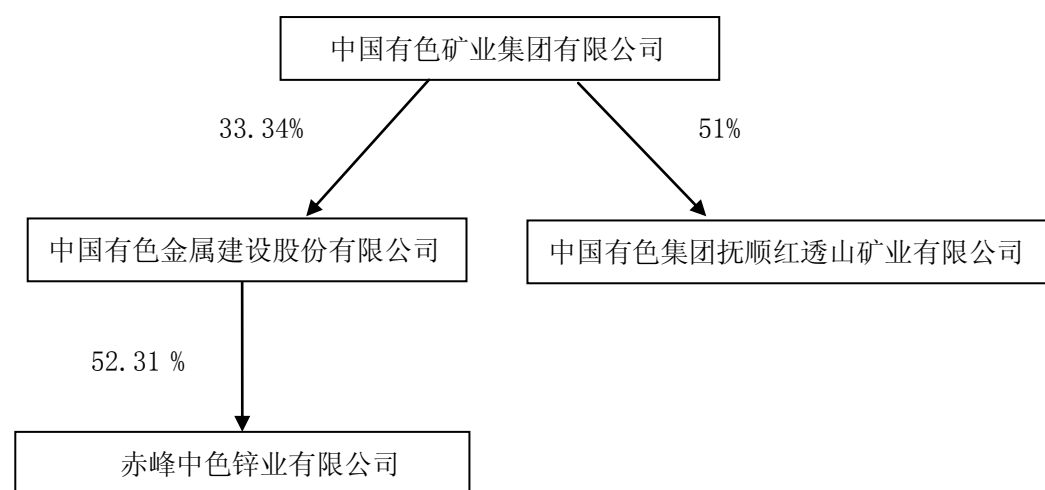 中国有色矿业集团有限公司
33.34%
51%
中国有色金属建设股份有限公司
中国有色集团抚顺红透山矿业有限公司
52.31 %
赤峰中色锌业有限公司